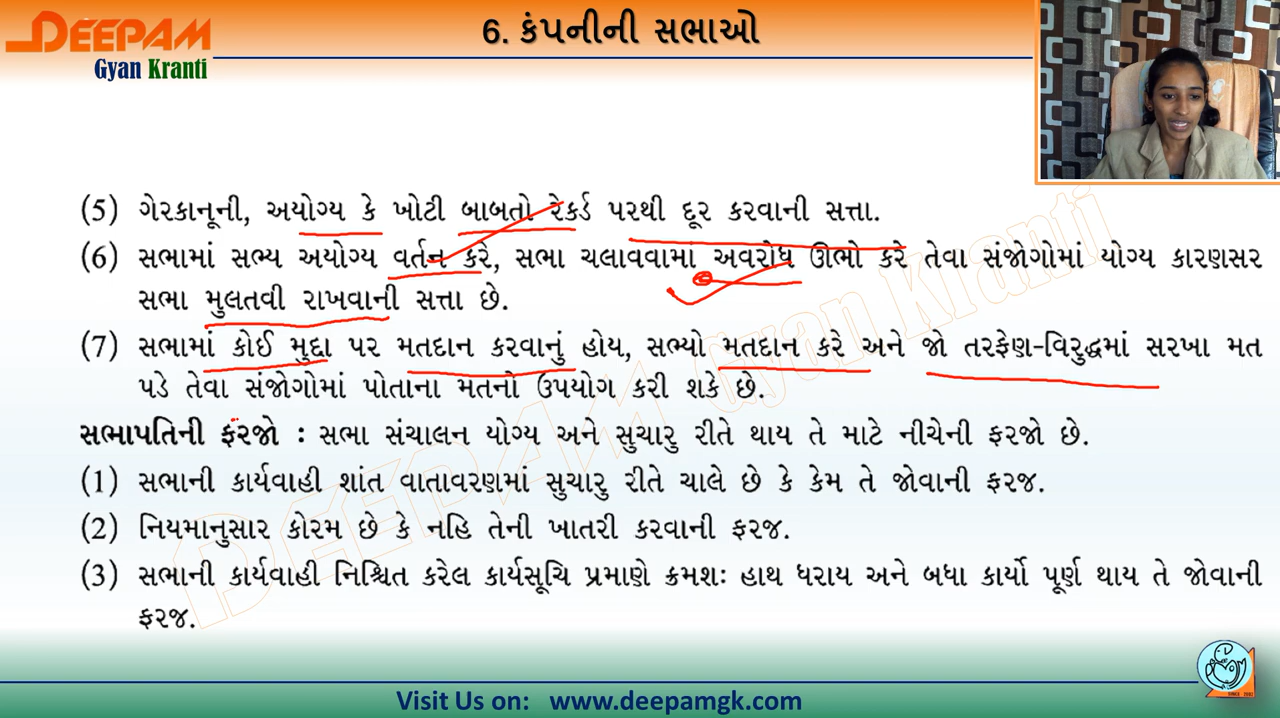 DEEPAM
Gyan Kranti
6. કંપનીની સભાઓ
(5) ગેરકાનૂની, અયોગ્ય કે ખોટી બાબતો રેકર્ડ પરથી દૂર કરવાની સત્તા.
(6) સભામાં સભ્ય અયોગ્ય વર્તન કરે, સભા ચલાવવામાં અવરોધ ઊભો કરે તેવા સંજોગોમાં યોગ્ય કારણસર
સભા મુલતવી રાખવાની સત્તા છે.
(7) સભામાં કોઈ મુદ્દા પર મતદાન કરવાનું હોય, સભ્યો મતદાન કરે અને જો તરફેણ-વિરુદ્ધમાં સરખા મત
પડે તેવા સંજોગોમાં પોતાના મતનો ઉપયોગ કરી શકે છે.
સભાપતિની ફરજો : સભા સંચાલન યોગ્ય અને સુચારુ રીતે થાય તે માટે નીચેની ફરજો છે.
(1) સભાની કાર્યવાહી શાંત વાતાવરણમાં સુચારુ રીતે ચાલે છે કે કેમ તે જોવાની ફરજ.
(2) નિયમાનુસાર કોરમ છે કે નહિ તેની ખાતરી કરવાની ફરજ.
(3) સભાની કાર્યવાહી નિશ્ચિત કરેલ કાર્યસૂચિ પ્રમાણે ક્રમશઃ હાથ ધરાય અને બધા કાર્યો પૂર્ણ થાય તે જોવાની
ફરજ.
DEEPAM Gyan Kranti
Visit Us on: www.deepamgk.com